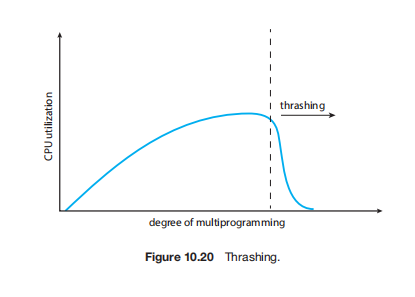 thrashing
CPU utilization
degree of multiprogramming
Figure 10.20 Thrashing.